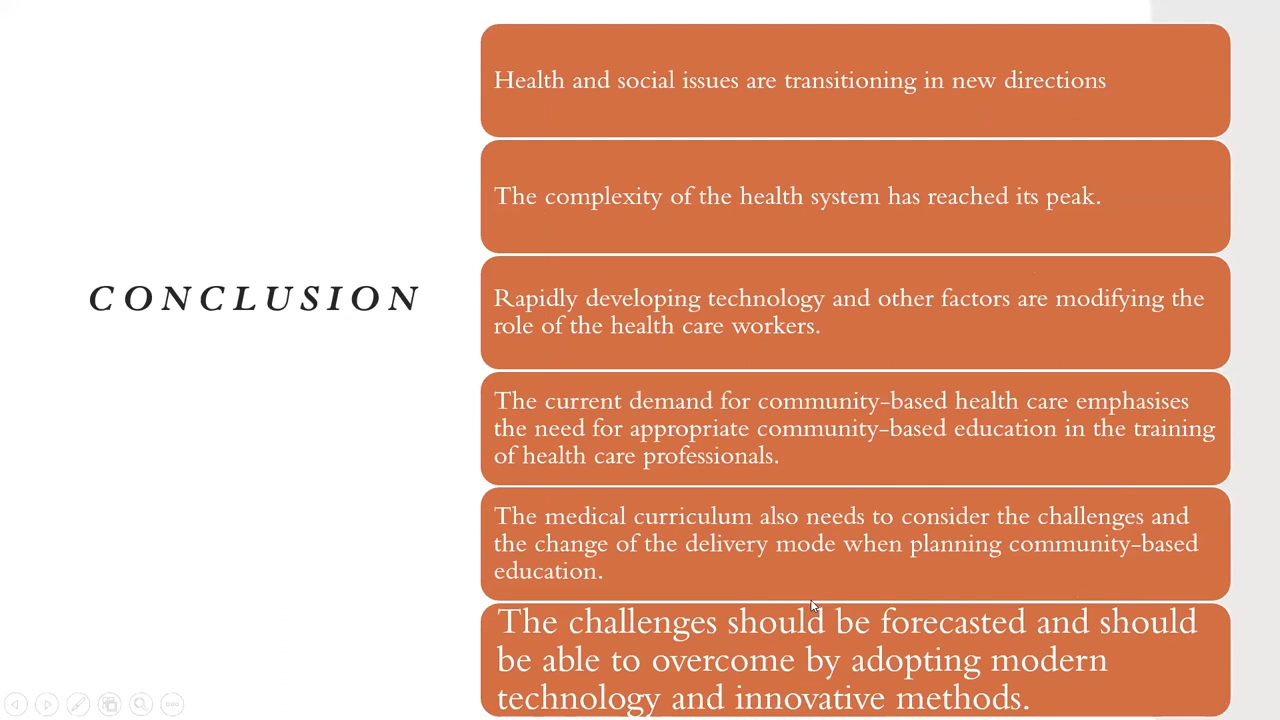 CONCLUSION
Health and social issues are transitioning in new directions
The complexity of the health system has reached its peak.
Rapidly developing technology and other factors are modifying the
role of the health care workers.
The current demand for community-based health care emphasises
the need for appropriate community-based education in the training
of health care professionals.
The medical curriculum also needs to consider the challenges and
the change of the delivery mode when planning community-based
education.
The challenges should be forecasted and should
be able to overcome by adopting modern
technology and innovative methods.